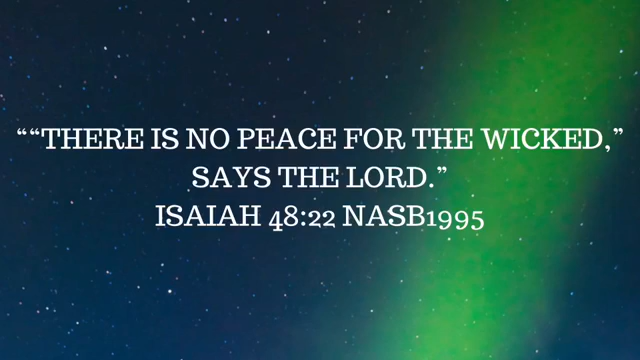 ““THERE IS NO PEACE FOR THE WICKED,”
SAYS THE LORD.”
ISAIAH 48:22 NASB1995